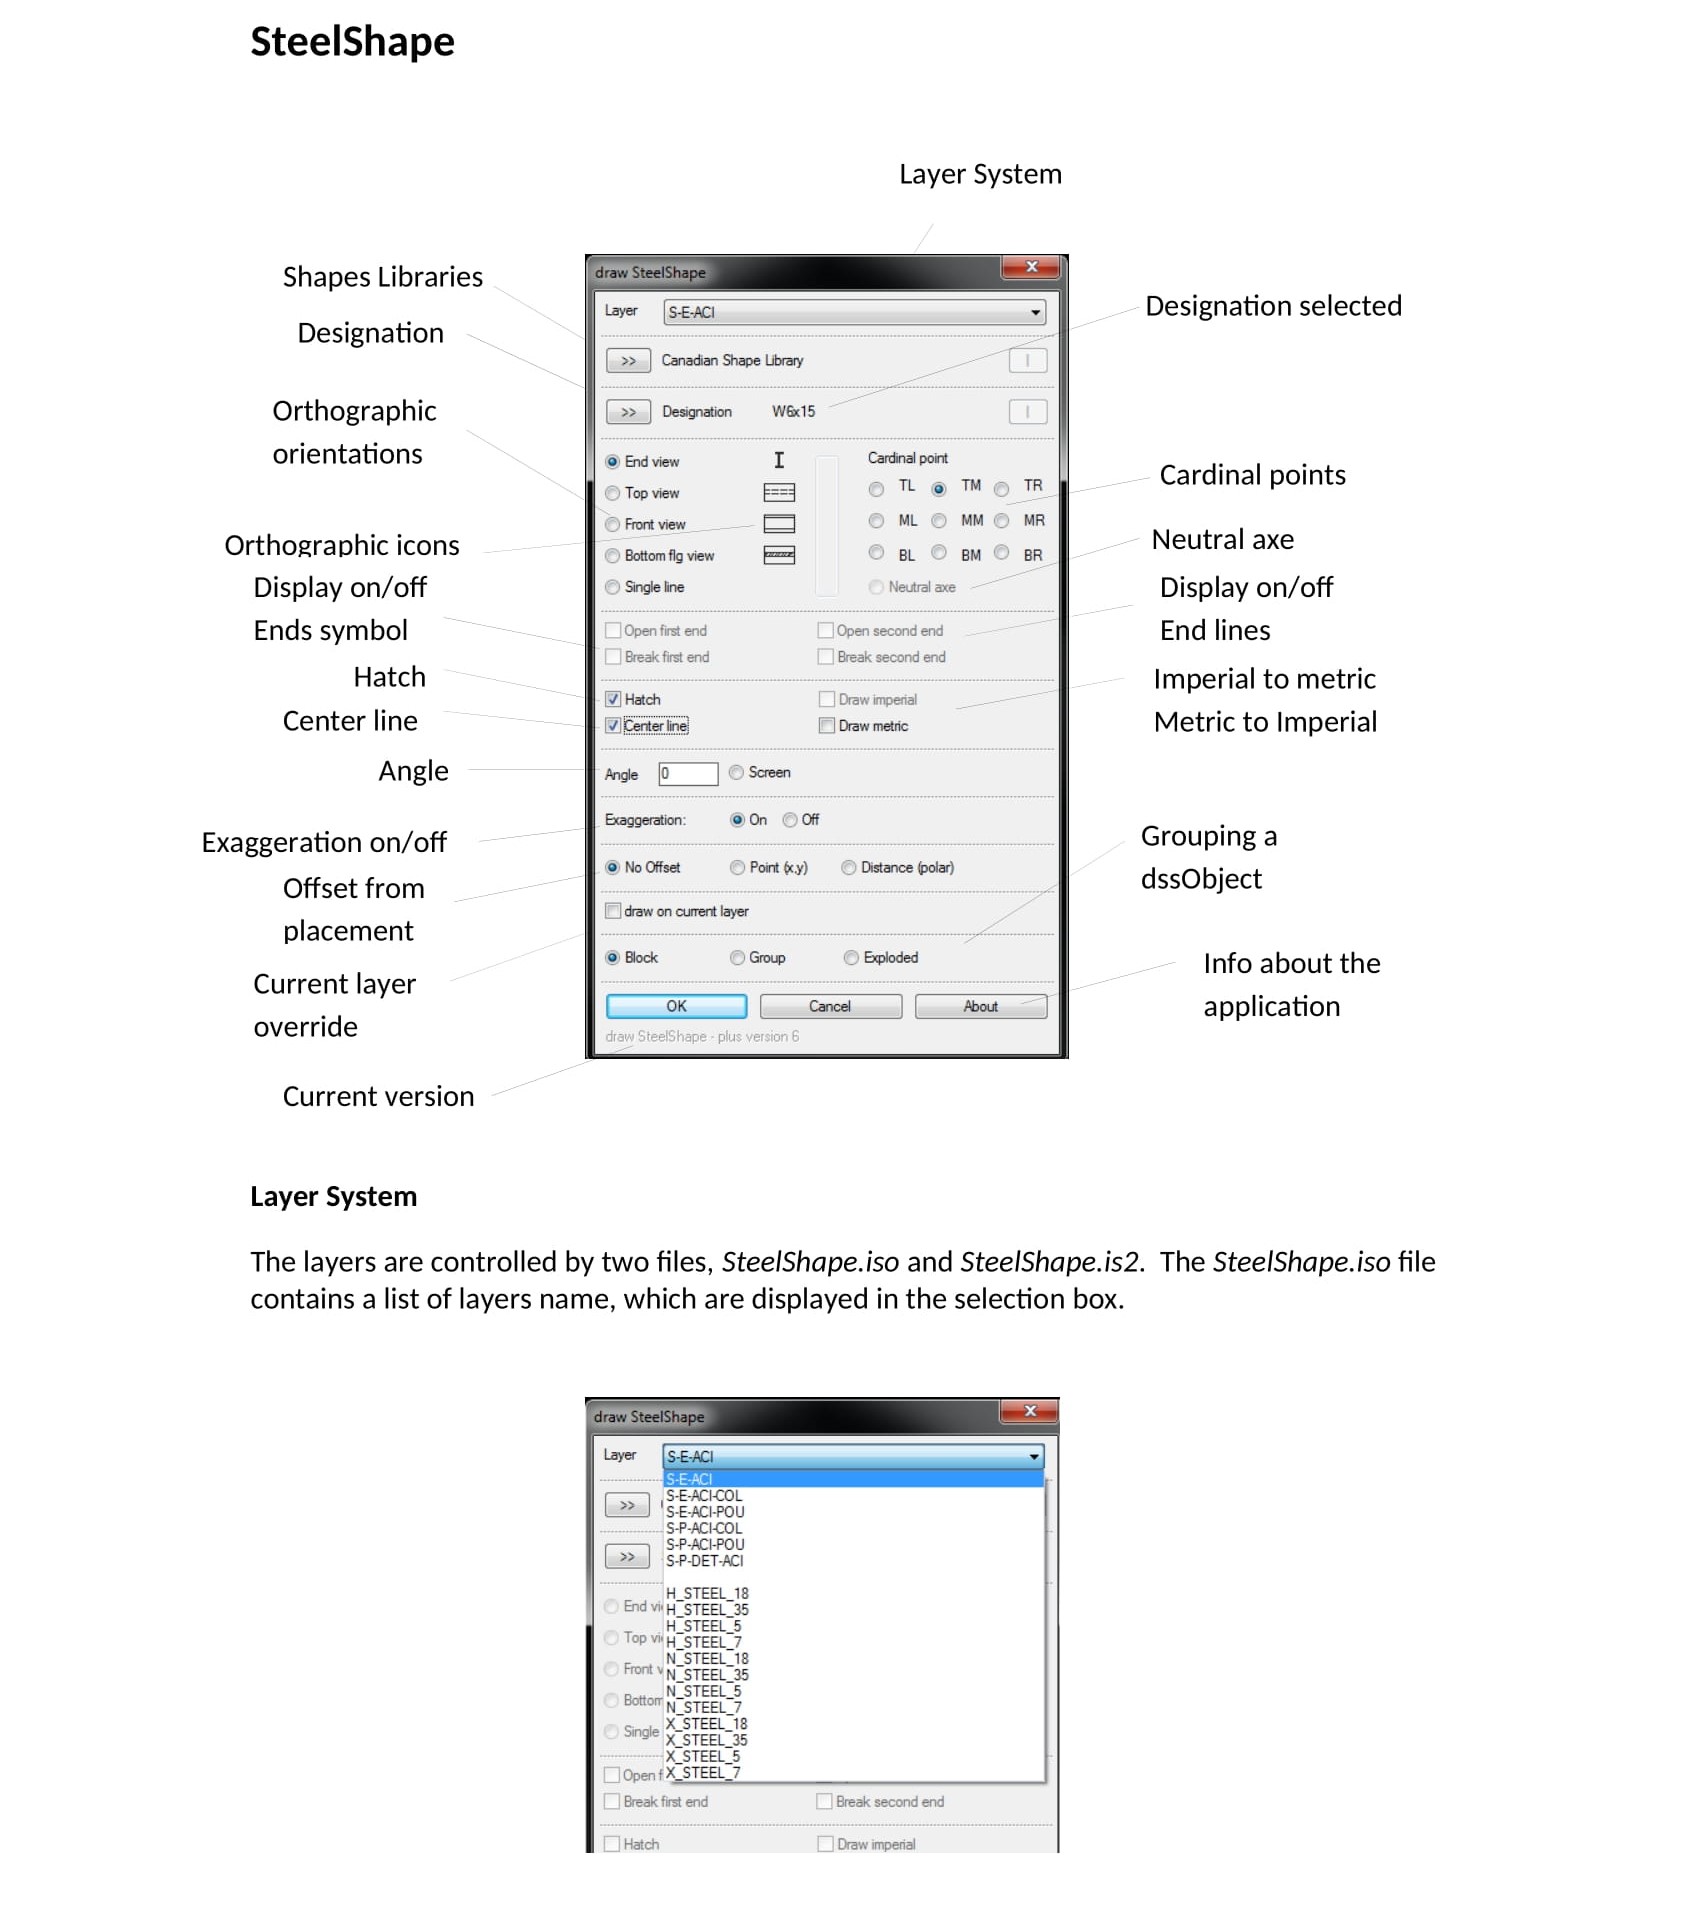 SteelShape
Layer System
Shapes Libraries
Designation
Orthographic
orientations
Orthographic icons
Display on/off
Ends symbol
Hatch
Center line
Angle
Exaggeration on/off
Offset from
placement
Current layer
override
Current version
draw SteelShape
Layer S-E-ACI
>> Canadian Shape Library I
>> Designation W6x15 I
End view Cardinal point
Top view TL TM TR
Front view ML MM MR
Bottom flg view BL BM BR
Single line Neutral axe
Open first end Open second end
Break first end Break second end
Hatch Draw imperial
Center line Draw metric
Angle 0 Screen
Exaggeration: On Off
No Offset Point (x,y) Distance (polar)
draw on current layer
Block Group Exploded
OK Cancel About
draw SteelShape - plus version 6
Designation selected
Cardinal points
Neutral axe
Display on/off
End lines
Imperial to metric
Metric to Imperial
Grouping a
dssObject
Info about the
application
Layer System
The layers are controlled by two files, SteelShape.iso and SteelShape.is2.  The SteelShape.iso file
contains a list of layers name, which are displayed in the selection box.
draw SteelShape
Layer S-E-ACI
S-E-ACI
S-E-ACI-COL
>> S-E-ACI-POU
S-P-ACI-COL
S-P-ACI-POU
>> S-P-DET-ACI
H_STEEL_18
End vi H_STEEL_35
H_STEEL_5
Top vi H_STEEL_7
N_STEEL_18
Front v N_STEEL_35
N_STEEL_5
Bottom N_STEEL_7
X_STEEL_18
Single X_STEEL_35
X_STEEL_5
Open f X_STEEL_7
Break first end Break second end
Hatch Draw imperial